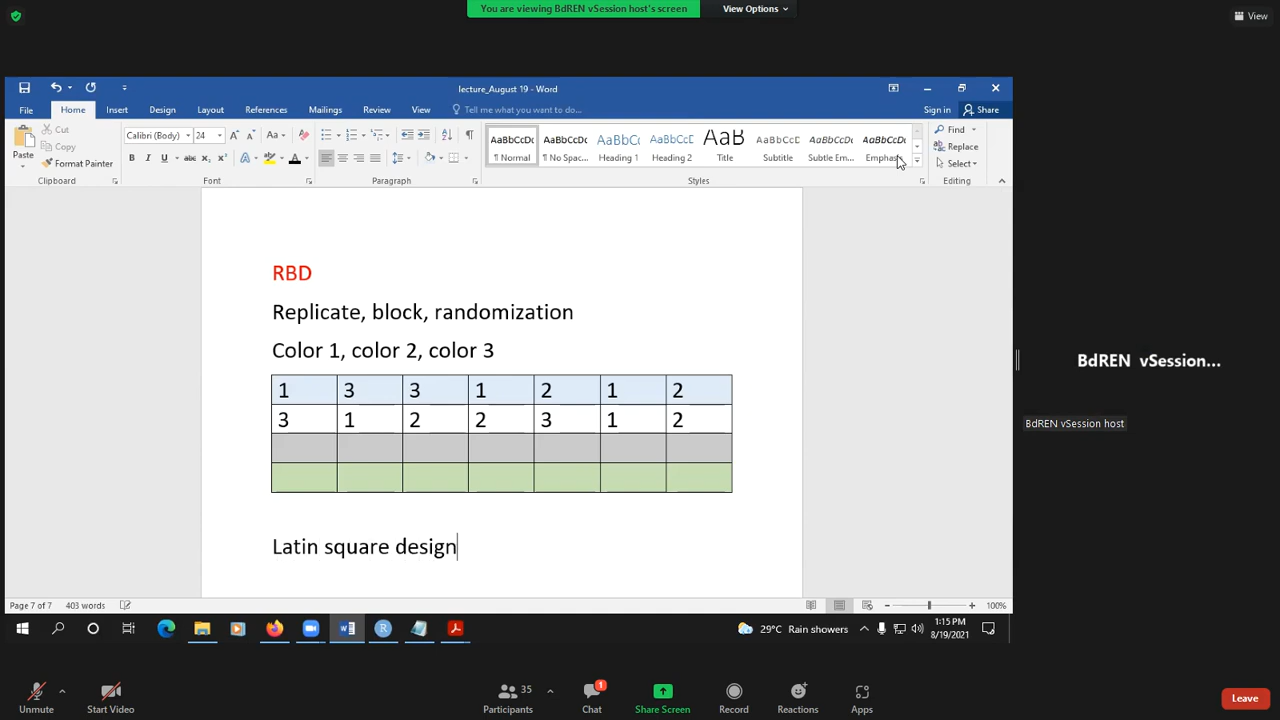 You are viewing BdREN vSession host's screen
View Options
View
lecture_August 19 - Word
File
Home
Insert
Design
Layout
References
Mailings
Review
View
Tell me what you want to do...
Sign in
Share
Paste
Cut
Copy
Format Painter
Clipboard
Calibri (Body)
24
Font
Paragraph
AaBbCcDc
AaBbCcDc
AaBbCc
AaBbCcE
AaB
AaBbCcE
AaBbCcDc
AaBbCcDc
¶ Normal
¶ No Spac...
Heading 1
Heading 2
Title
Subtitle
Subtle Em...
Emphasis
Styles
Find
Replace
Select
Editing
RBD
Replicate, block, randomization
Color 1, color 2, color 3
1 3 3 1 2 1 2
3 1 2 2 3 1 2
Latin square design
BdREN vSession...
BdREN vSession host
Page 7 of 7
403 words
100%
29°C Rain showers
1:15 PM
8/19/2021
Unmute
Start Video
35
Participants
1
Chat
Share Screen
Record
Reactions
Apps
Leave